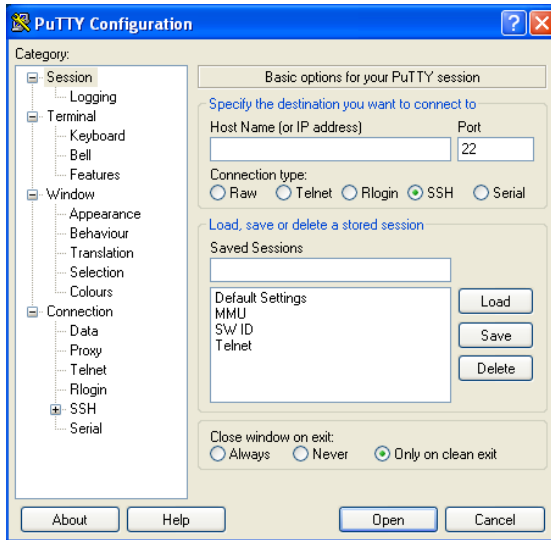 PuTTY Configuration
Category:
Session
Logging
Terminal
Keyboard
Bell
Features
Window
Appearance
Behaviour
Translation
Selection
Colours
Connection
Data
Proxy
Telnet
Rlogin
SSH
Serial
Basic options for your PuTTY session
Specify the destination you want to connect to
Host Name (or IP address) Port
22
Connection type:
Raw Telnet Rlogin SSH Serial
Load, save or delete a stored session
Saved Sessions
Default Settings
MMU
SW ID
Telnet
Load
Save
Delete
Close window on exit:
Always Never Only on clean exit
About Help Open Cancel